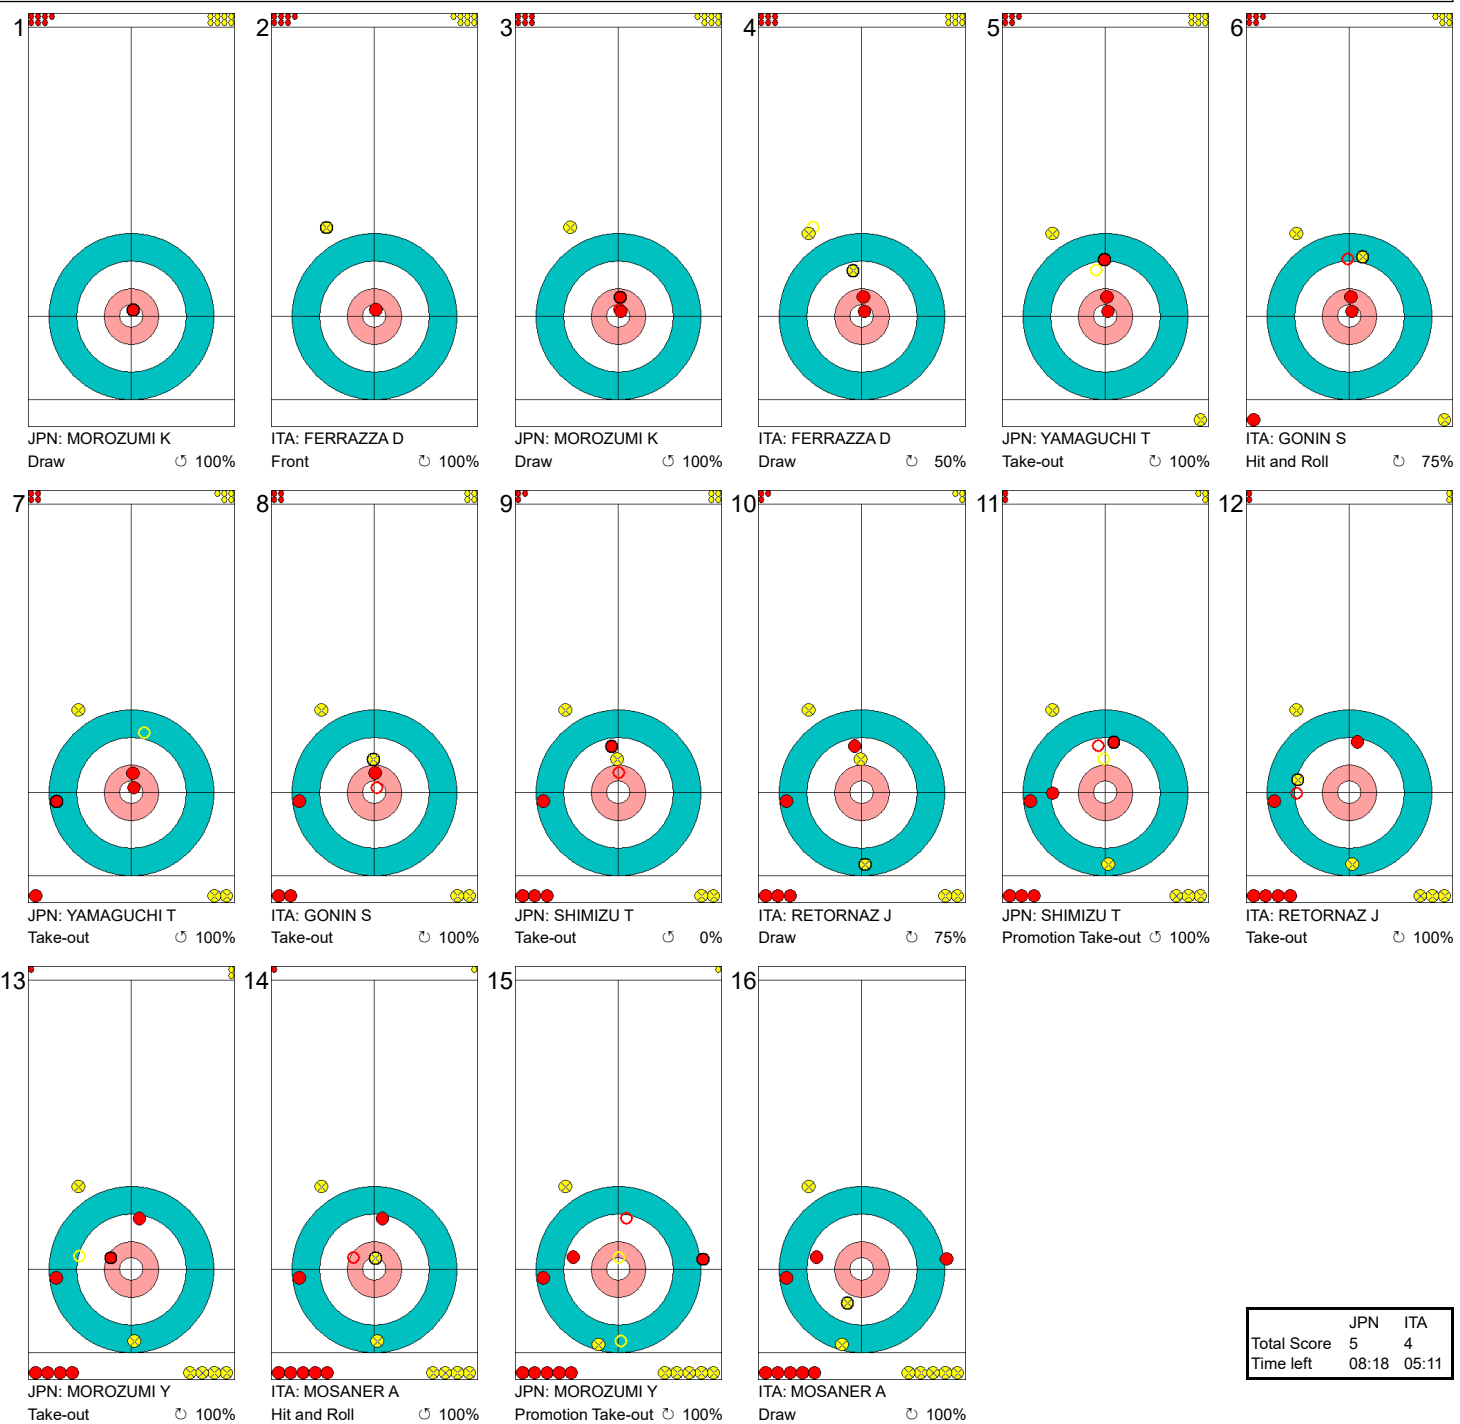 1 2 3 4 5 6
JPN: MOROZUMI K ITA: FERRAZZA D JPN: MOROZUMI K ITA: FERRAZZA D JPN: YAMAGUCHI T ITA: GONIN S
Draw ↺ 100% Front ↻ 100% Draw ↺ 100% Draw ↻ 50% Take-out ↻ 100% Hit and Roll ↻ 75%
7 8 9 10 11 12
JPN: YAMAGUCHI T ITA: GONIN S JPN: SHIMIZU T ITA: RETORNAZ J JPN: SHIMIZU T ITA: RETORNAZ J
Take-out ↺ 100% Take-out ↺ 100% Take-out ↺ 0% Draw ↻ 75% Promotion Take-out ↺ 100% Take-out ↻ 100%
13 14 15 16
JPN: MOROZUMI Y ITA: MOSANER A JPN: MOROZUMI Y ITA: MOSANER A
Take-out ↻ 100% Hit and Roll ↺ 100% Promotion Take-out ↻ 100% Draw ↻ 100%
JPN ITA
Total Score 5 4
Time left 08:18 05:11